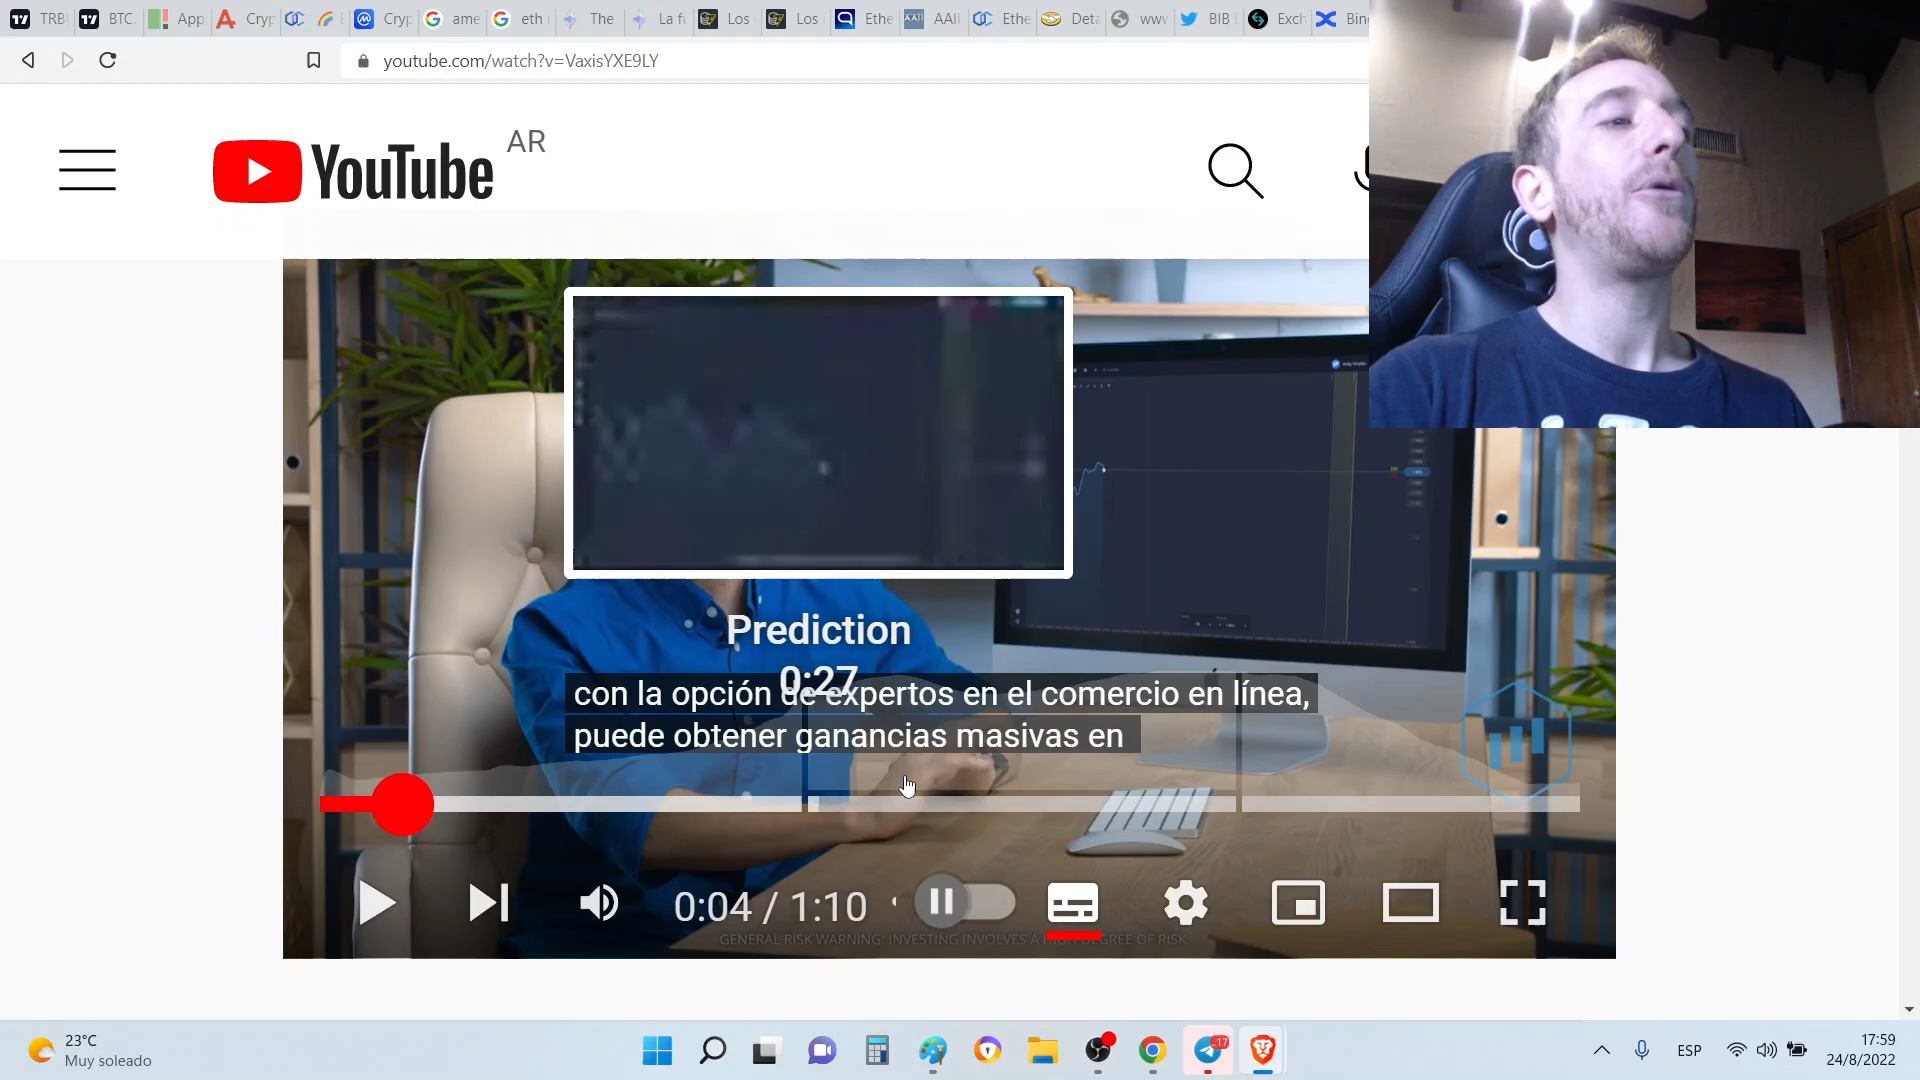 TRB
BTC
App
Cryp
Cryp
ame
eth
The
La fu
Los
Los
Ethe
AAII
AAII
Ethe
Deta
www
BIB
Exch
Bin
youtube.com/watch?v=VaxisYXE9LY
YouTube
AR
Prediction
0:27
con la opción de expertos en el comercio en línea,
puede obtener ganancias masivas en
0:04 / 1:10
GENERAL RISK WARNING: INVESTING INVOLVES A HIGH DEGREE OF RISK.
23°C
Muy soleado
17
ESP
17:59
24/8/2022